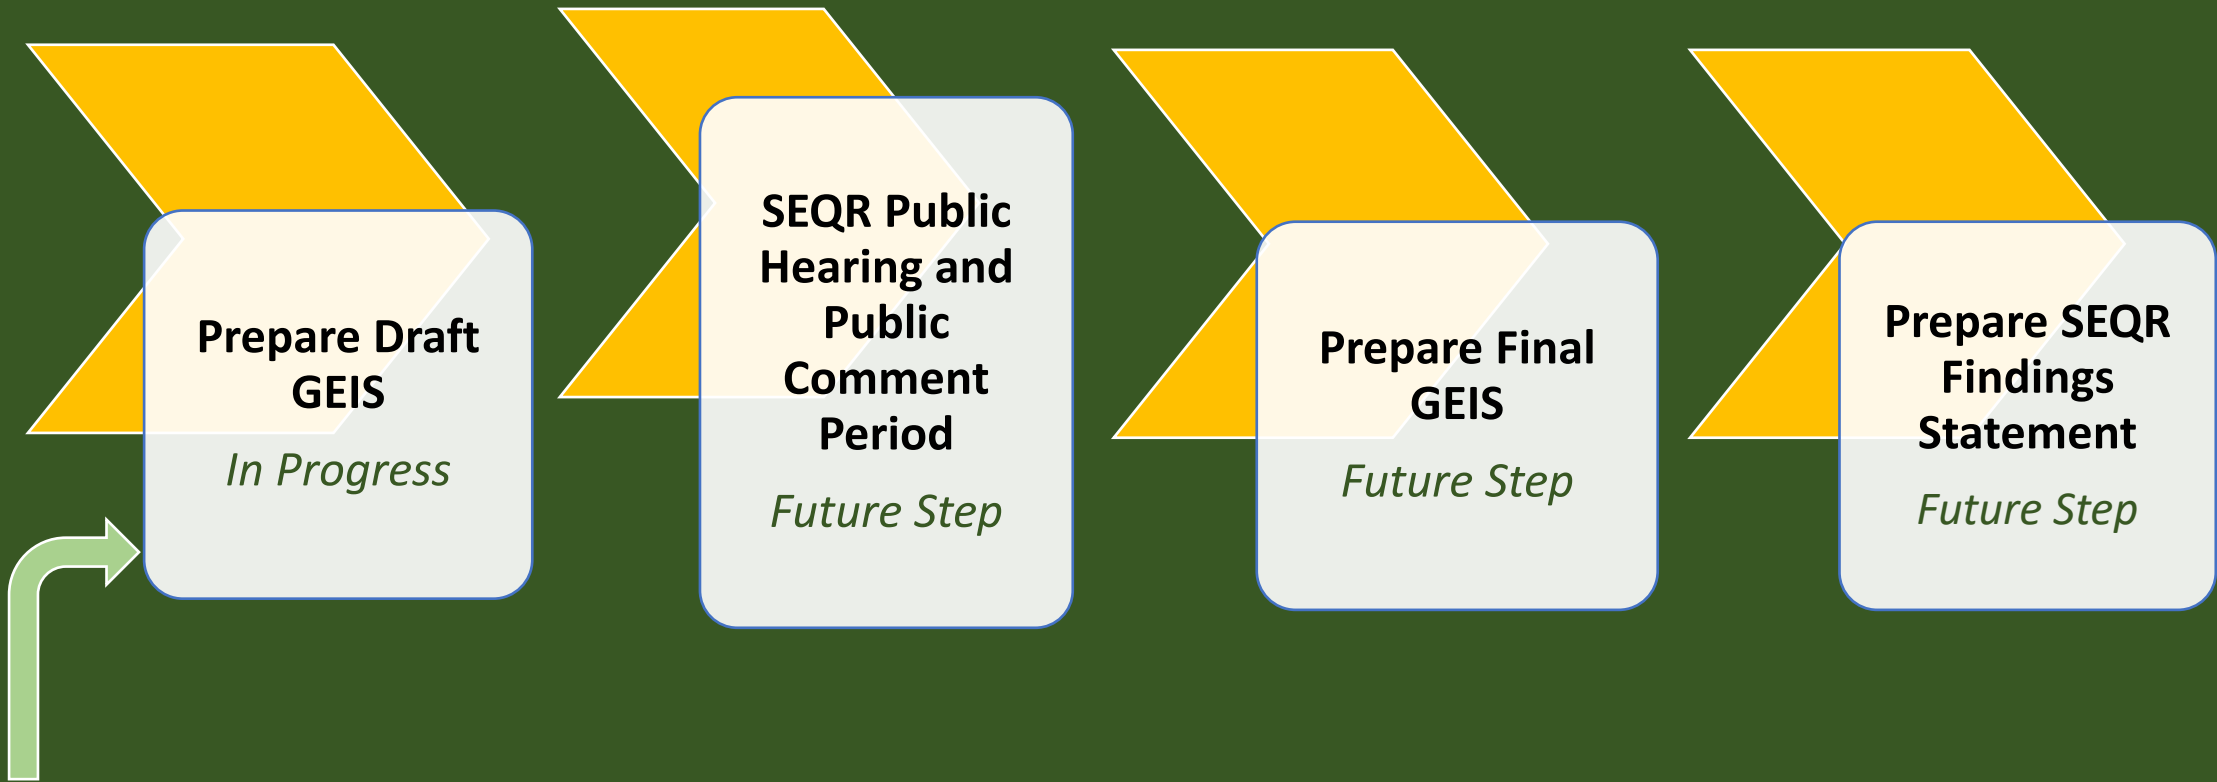 Prepare Draft
GEIS
In Progress
SEQR Public
Hearing and
Public
Comment
Period
Future Step
Prepare Final
GEIS
Future Step
Prepare SEQR
Findings
Statement
Future Step